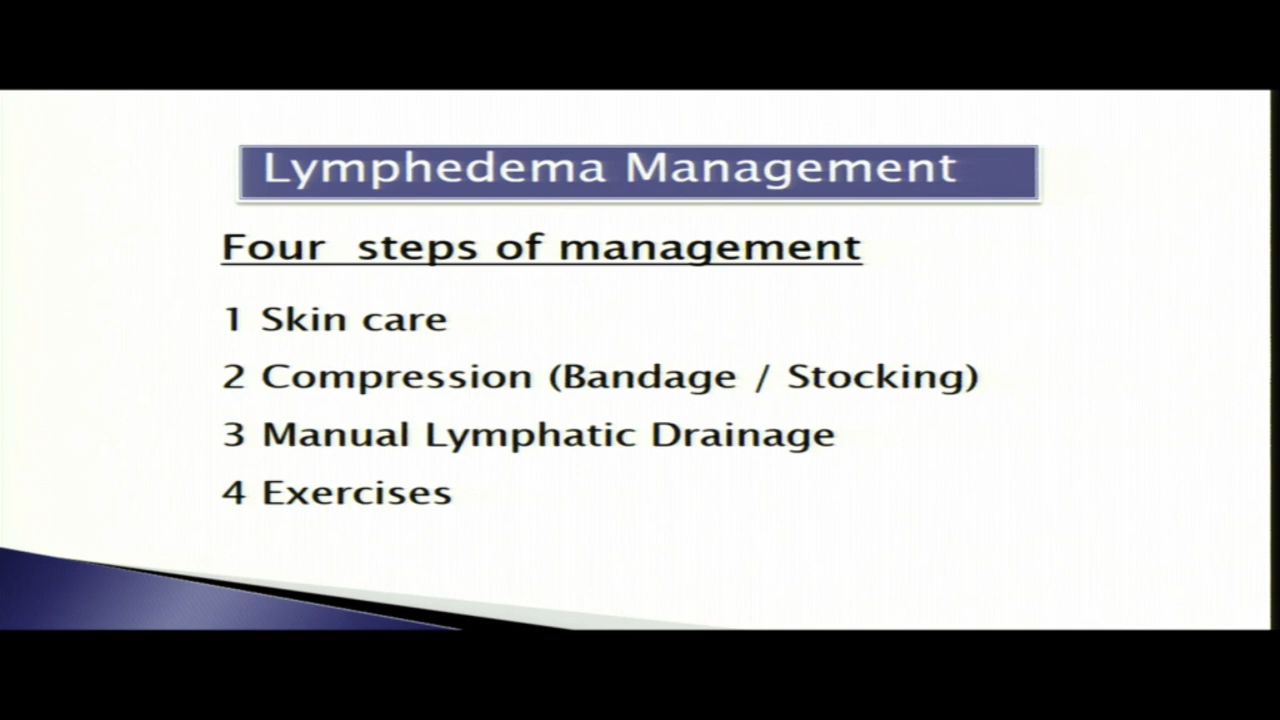 Lymphedema Management
Four steps of management
1 Skin care
2 Compression (Bandage / Stocking)
3 Manual Lymphatic Drainage
4 Exercises